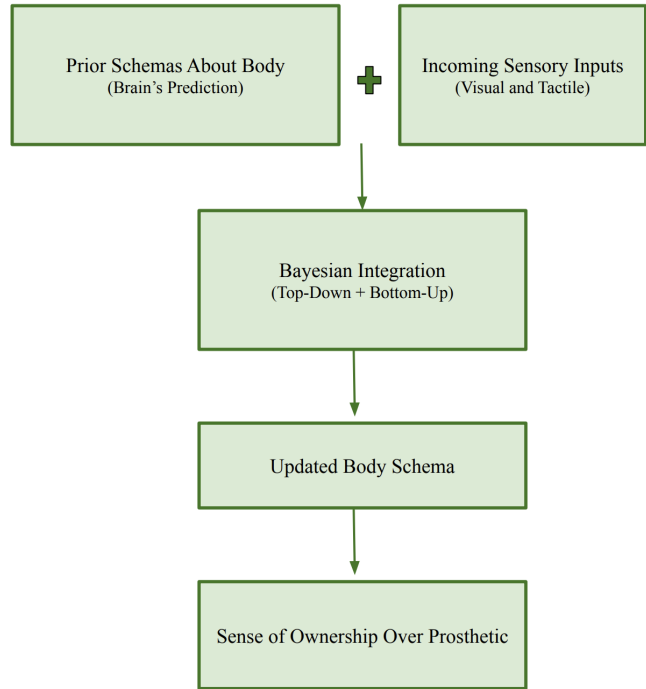 Prior Schemas About Body
(Brain's Prediction)
Incoming Sensory Inputs
(Visual and Tactile)
Bayesian Integration
(Top-Down + Bottom-Up)
Updated Body Schema
Sense of Ownership Over Prosthetic